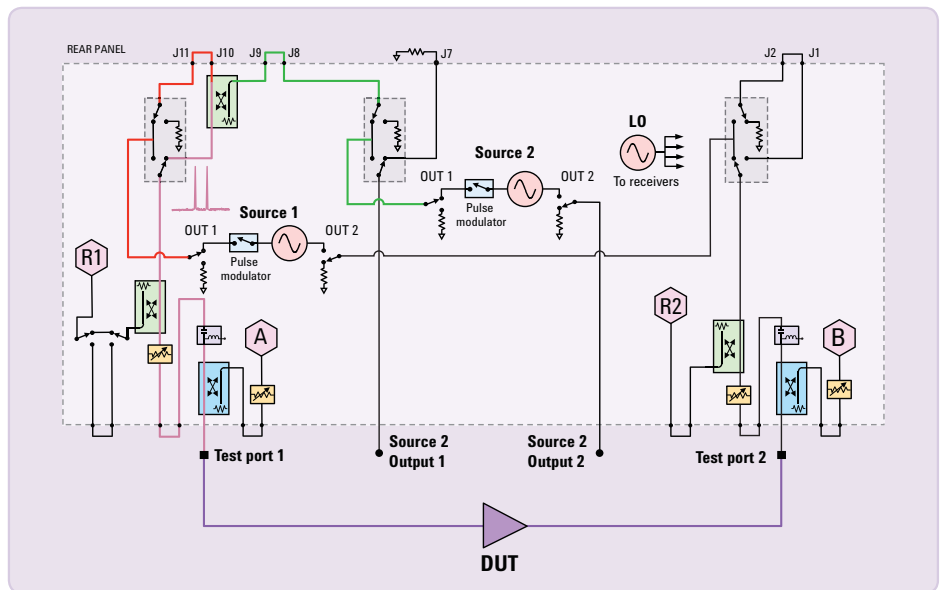 REAR PANEL
J11
J10
J9
J8
J7
J2
J1
LO
To receivers
Source 2
OUT 1
OUT 2
Pulse
modulator
Source 1
OUT 1
OUT 2
Pulse
modulator
R1
A
R2
B
Test port 1
Source 2
Output 1
Source 2
Output 2
Test port 2
DUT